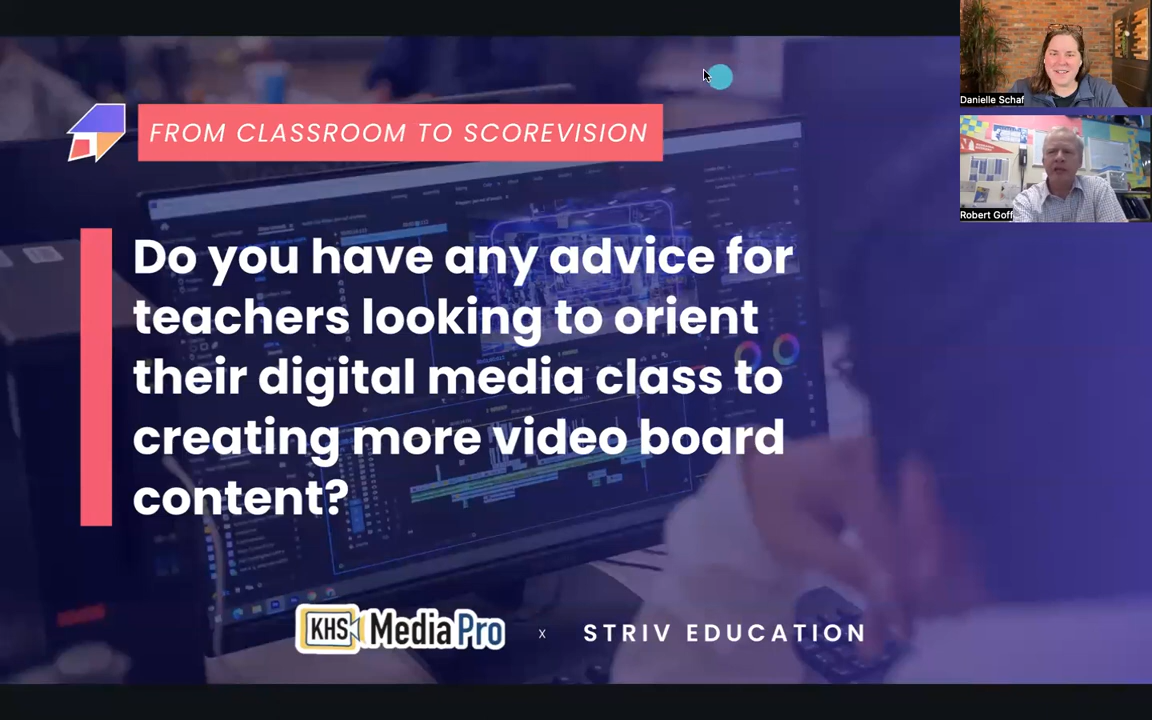 FROM CLASSROOM TO SCOREVISION
Do you have any advice for
teachers looking to orient
their digital media class to
creating more video board
content?
KHS MediaPro x STRIV EDUCATION
Danielle Schaf
Robert Goff